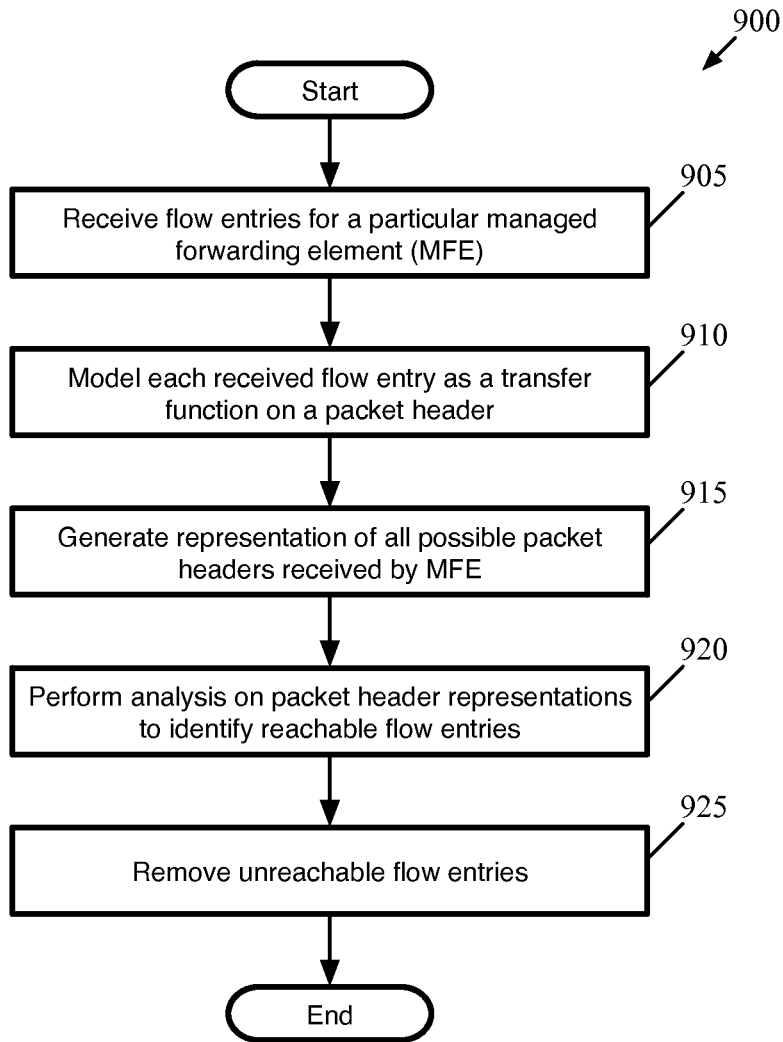 900
Start
905
Receive flow entries for a particular managed
forwarding element (MFE)
910
Model each received flow entry as a transfer
function on a packet header
915
Generate representation of all possible packet
headers received by MFE
920
Perform analysis on packet header representations
to identify reachable flow entries
925
Remove unreachable flow entries
End